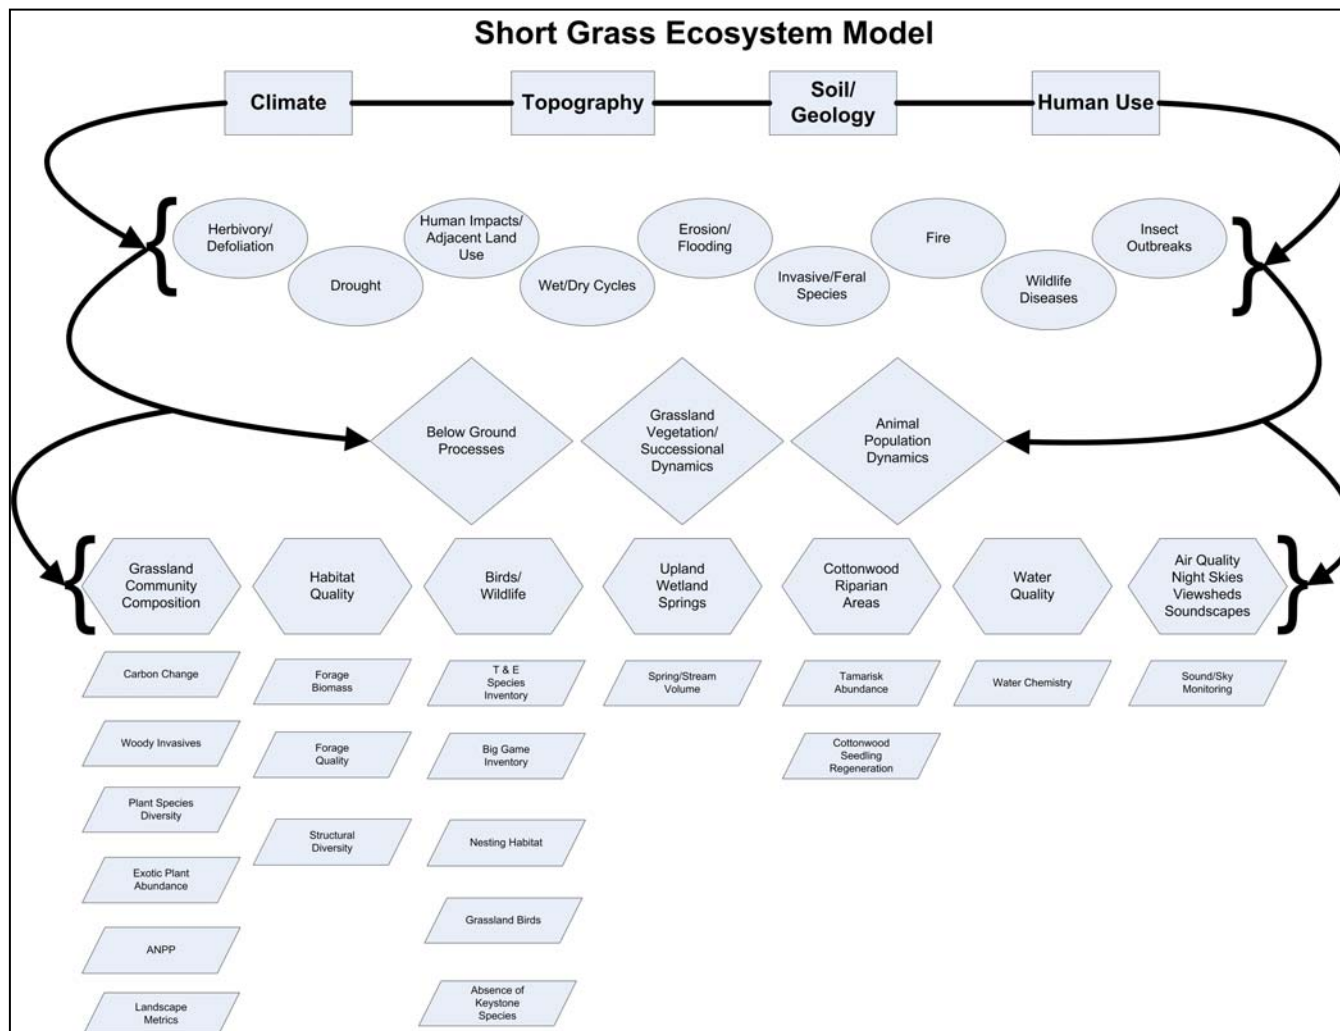 Short Grass Ecosystem Model
Climate
Topography
Soil/
Geology
Human Use
Herbivory/
Defoliation
Drought
Human Impacts/
Adjacent Land
Use
Wet/Dry Cycles
Erosion/
Flooding
Invasive/Feral
Species
Fire
Wildlife
Diseases
Insect
Outbreaks
Below Ground
Processes
Grassland
Vegetation/
Successional
Dynamics
Animal
Population
Dynamics
Grassland
Community
Composition
Habitat
Quality
Birds/
Wildlife
Upland
Wetland
Springs
Cottonwood
Riparian
Areas
Water
Quality
Air Quality
Night Skies
Viewsheds
Soundscapes
Carbon Change
Forage
Biomass
T & E
Species
Inventory
Spring/Stream
Volume
Tamarisk
Abundance
Water Chemistry
Sound/Sky
Monitoring
Woody Invasives
Forage
Quality
Big Game
Inventory
Cottonwood
Seedling
Regeneration
Plant Species
Diversity
Structural
Diversity
Nesting Habitat
Exotic Plant
Abundance
Grassland Birds
ANPP
Landscape
Metrics
Absence of
Keystone
Species